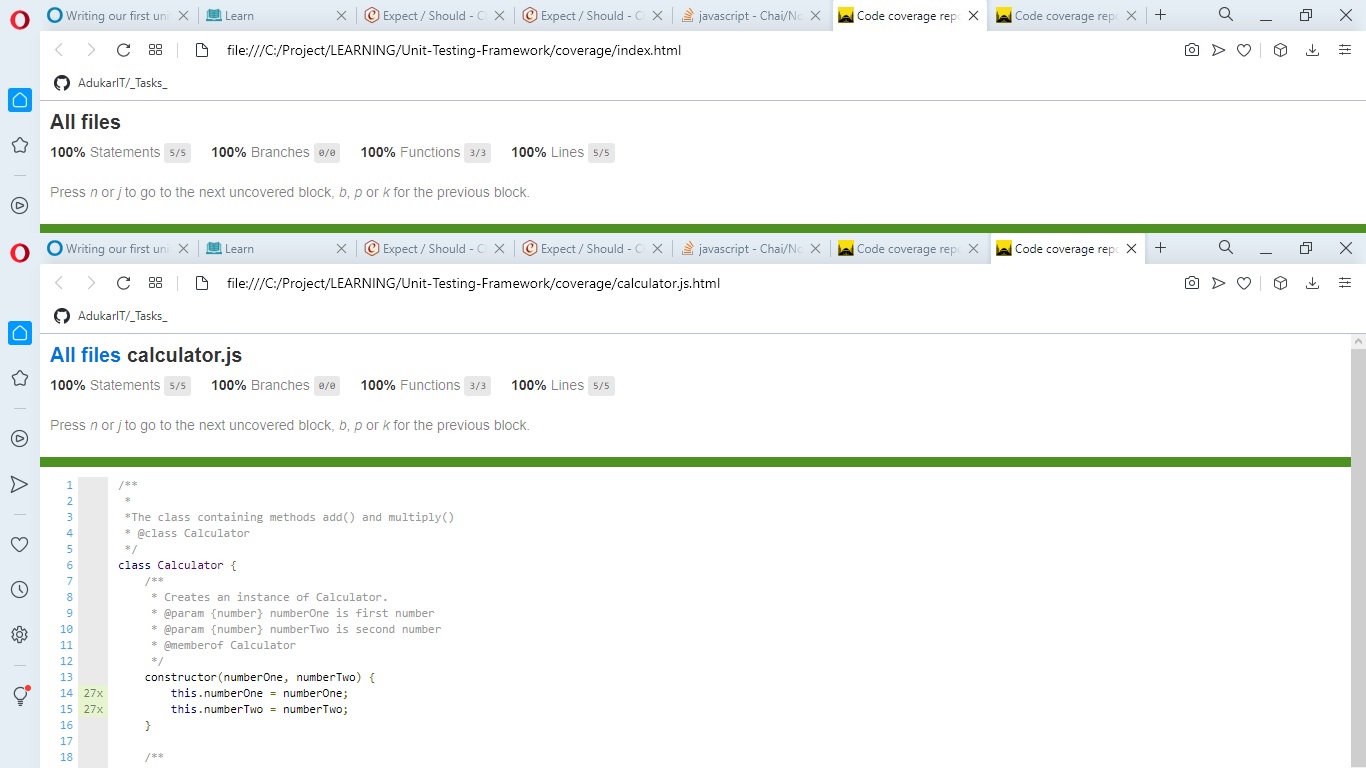 Writing our first uni Learn Expect / Should - C Expect / Should - C javascript - Chai/No Code coverage repo Code coverage repo
file:///C:/Project/LEARNING/Unit-Testing-Framework/coverage/index.html
AdukarIT/_Tasks_
All files
100% Statements 5/5 100% Branches 0/0 100% Functions 3/3 100% Lines 5/5
Press n or j to go to the next uncovered block, b, p or k for the previous block.
Writing our first uni Learn Expect / Should - C Expect / Should - C javascript - Chai/No Code coverage repo Code coverage repo
file:///C:/Project/LEARNING/Unit-Testing-Framework/coverage/calculator.js.html
AdukarIT/_Tasks_
All files calculator.js
100% Statements 5/5 100% Branches 0/0 100% Functions 3/3 100% Lines 5/5
Press n or j to go to the next uncovered block, b, p or k for the previous block.
1 /**
2 *
3 *The class containing methods add() and multiply()
4 * @class Calculator
5 */
6 class Calculator {
7 /**
8 * Creates an instance of Calculator.
9 * @param {number} numberOne is first number
10 * @param {number} numberTwo is second number
11 * @memberof Calculator
12 */
13 constructor(numberOne, numberTwo) {
14 27x this.numberOne = numberOne;
15 27x this.numberTwo = numberTwo;
16 }
17
18 /**